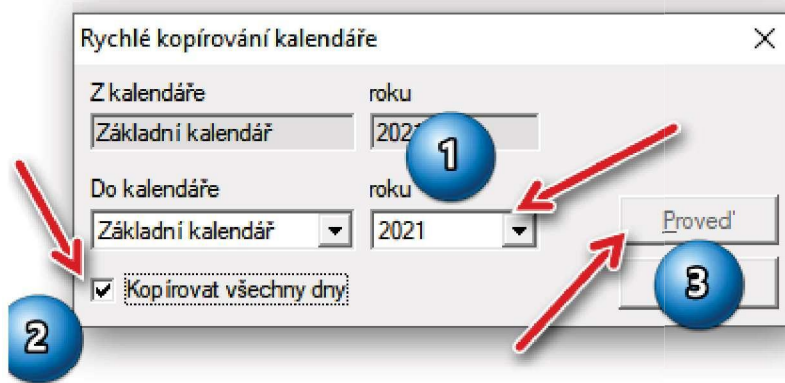 Rychlé kopírování kalendáře
Z kalendáře roku
Základní kalendář 2021
1
Do kalendáře roku
Základní kalendář 2021
Proveď
Kopírovat všechny dny
3
2